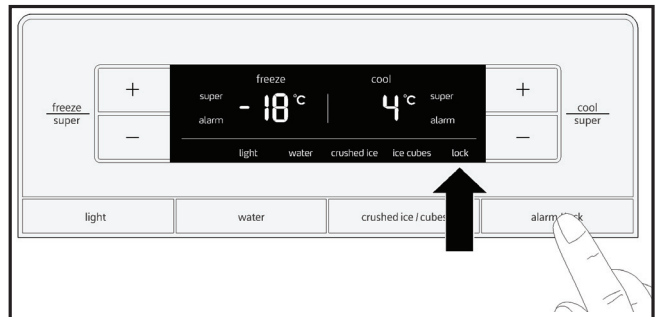 freeze
super
+
−
freeze cool
super -18 °C 4 °C super
alarm alarm
light water crushed ice ice cubes lock
+
−
cool
super
light water crushed ice / cubes alarm